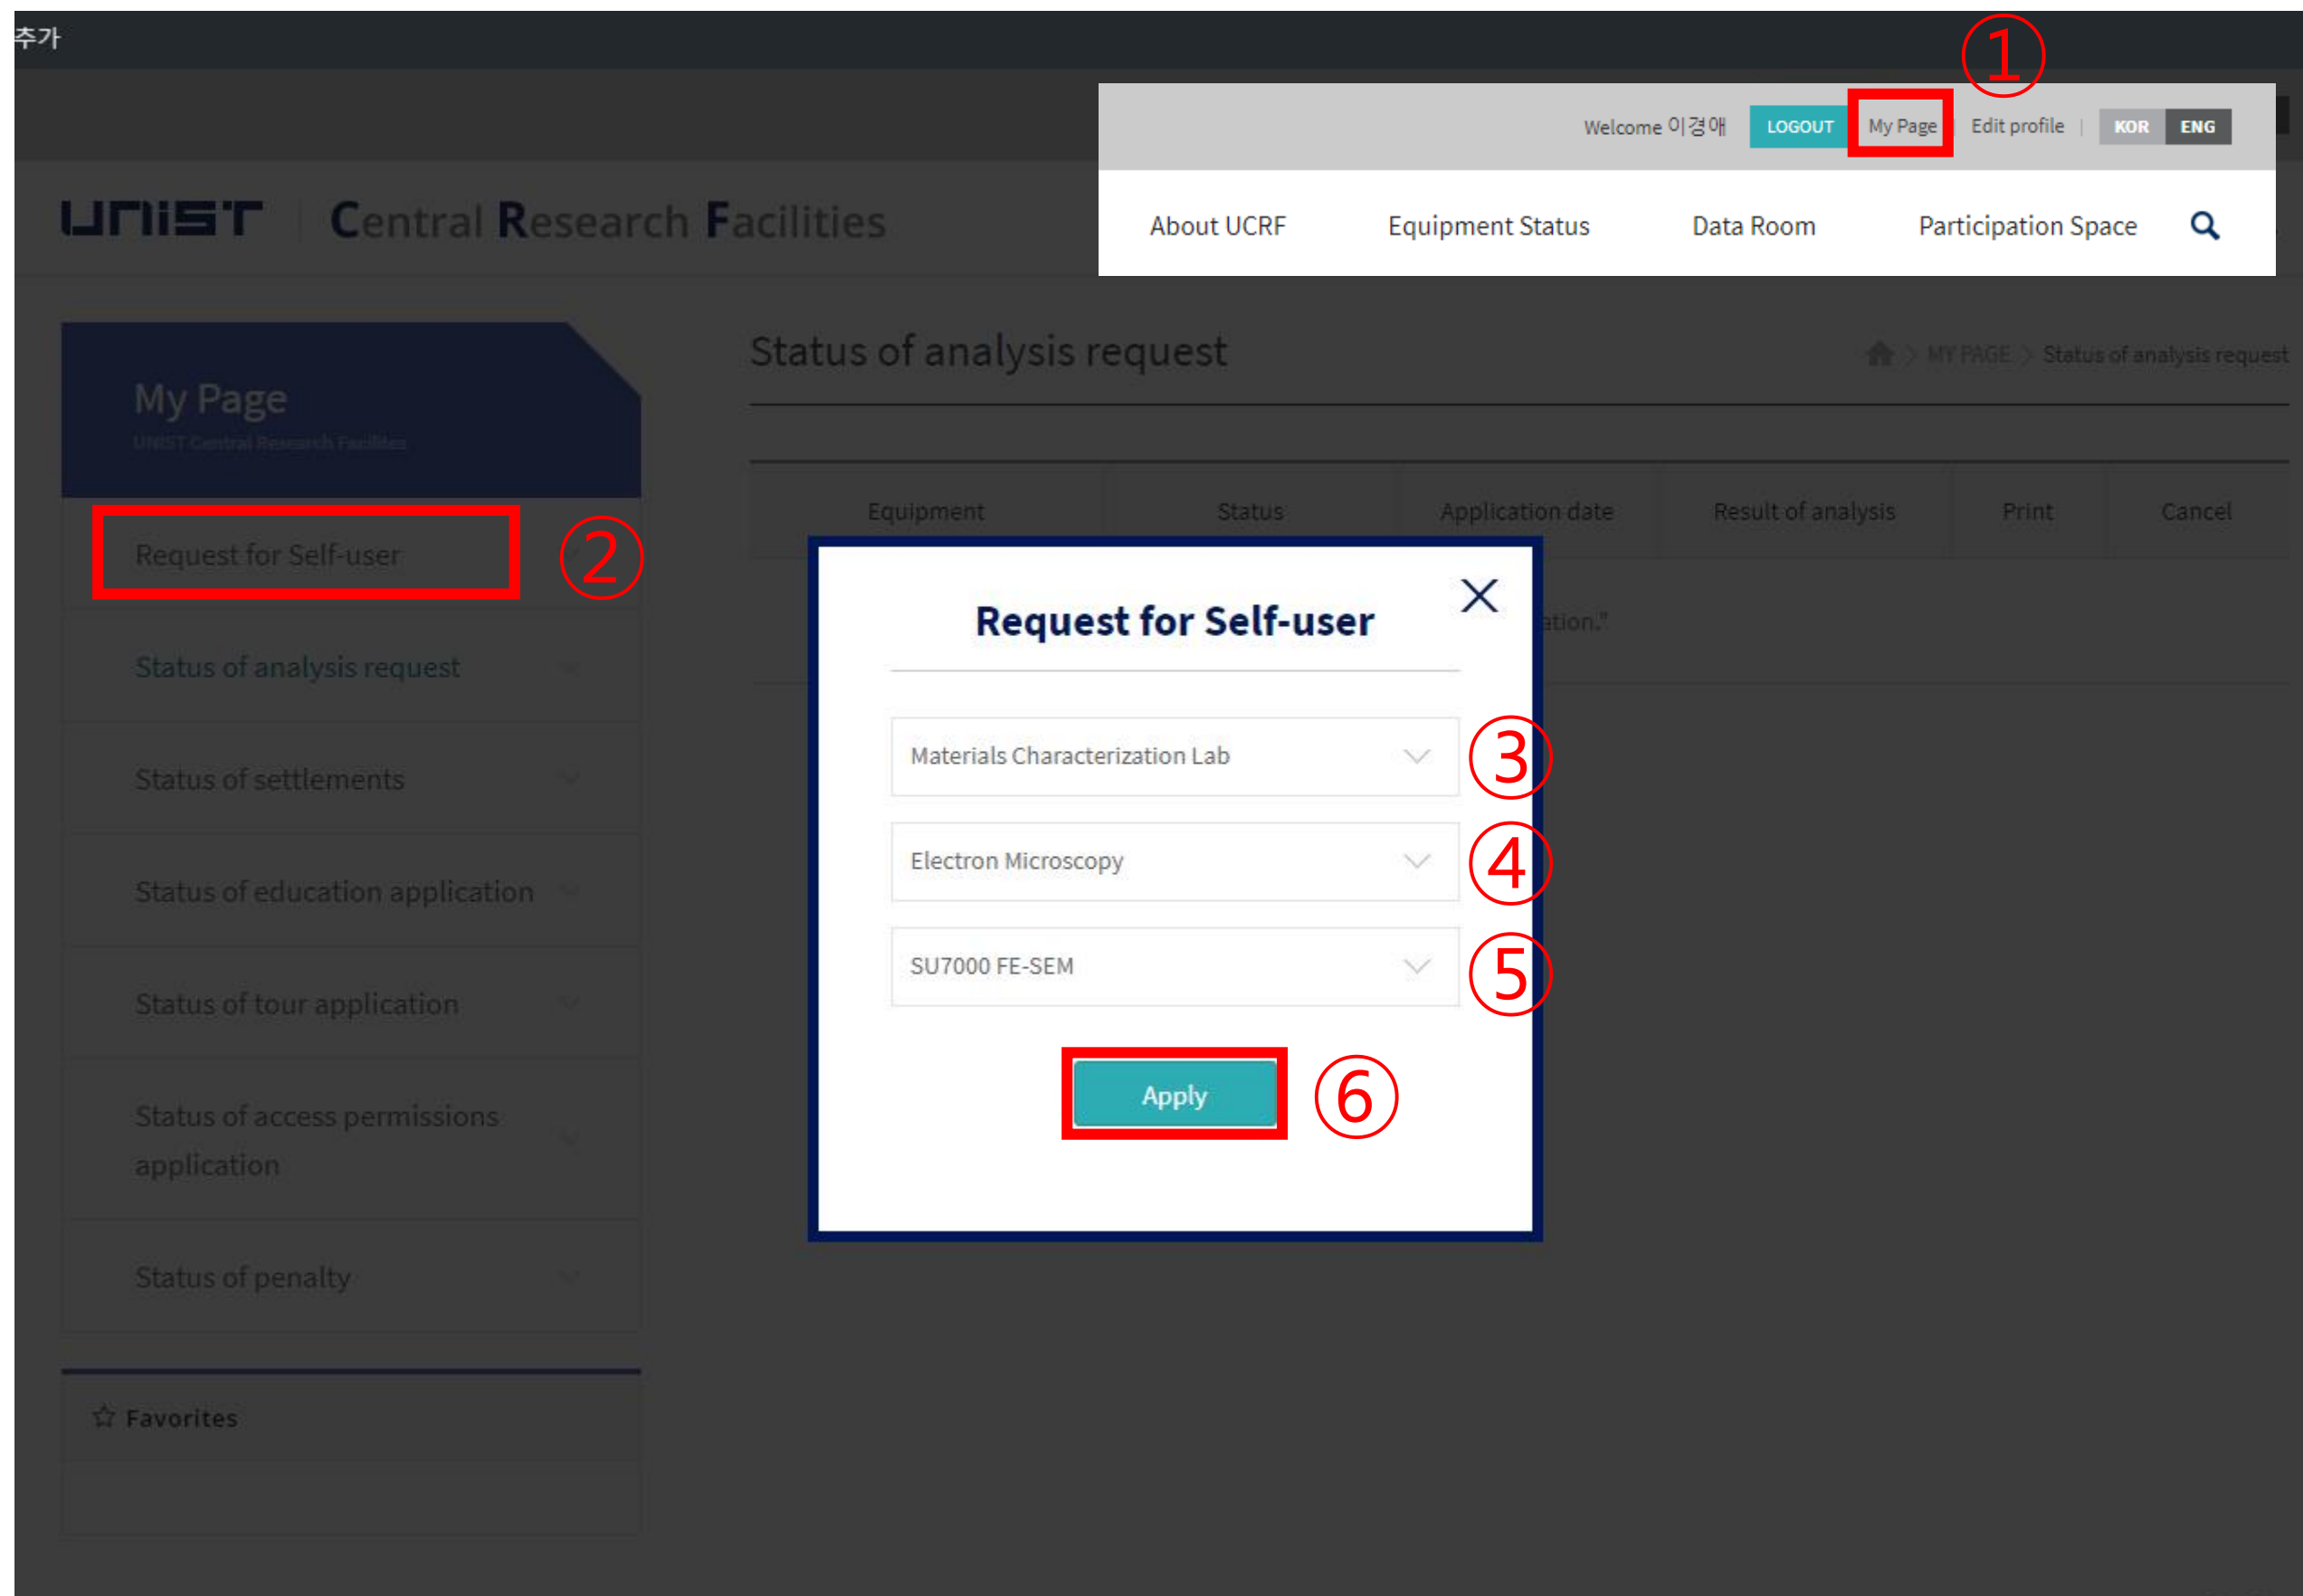 추가
①
Welcome 이경애 LOGOUT My Page | Edit profile | KOR ENG
UNIST Central Research Facilities
About UCRF Equipment Status Data Room Participation Space
My Page
UNIST Central Research Facilites
Request for Self-user ②
Status of analysis request
Status of settlements
Status of education application
Status of tour application
Status of access permissions
application
Status of penalty
☆ Favorites
Status of analysis request
> MY PAGE > Status of analysis request
Equipment Status Application date Result of analysis Print Cancel
ation."
Request for Self-user X
Materials Characterization Lab ③
Electron Microscopy ④
SU7000 FE-SEM ⑤
Apply ⑥